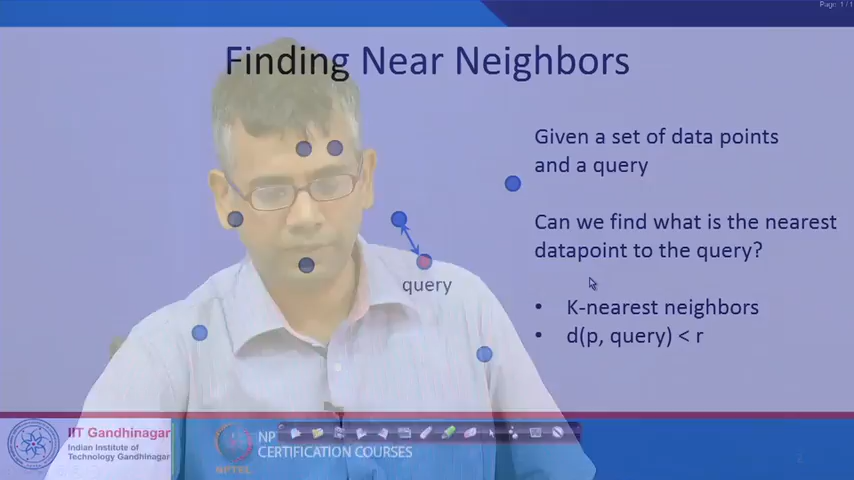 Page: 1 / 1
Finding Near Neighbors
Given a set of data points
and a query
Can we find what is the nearest
datapoint to the query?
query
• K-nearest neighbors
• d(p, query) < r
IIT Gandhinagar
Indian Institute of
Technology Gandhinagar
NPTEL
NP
CERTIFICATION COURSES
2